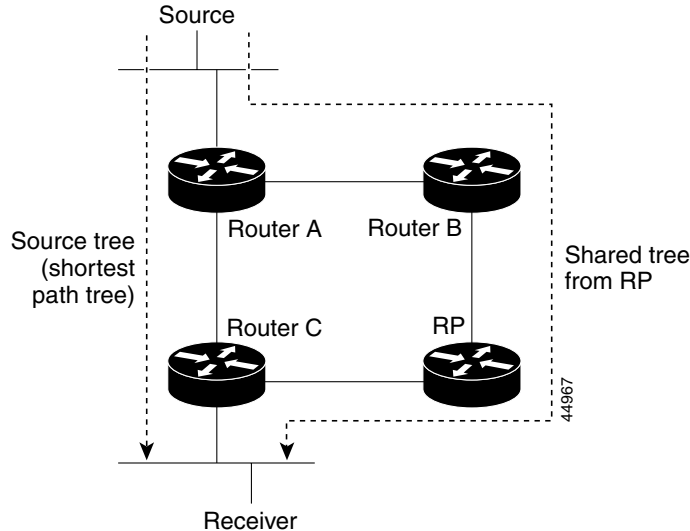 Source
Router A
Router B
Source tree
(shortest
path tree)
Shared tree
from RP
Router C
RP
44967
Receiver